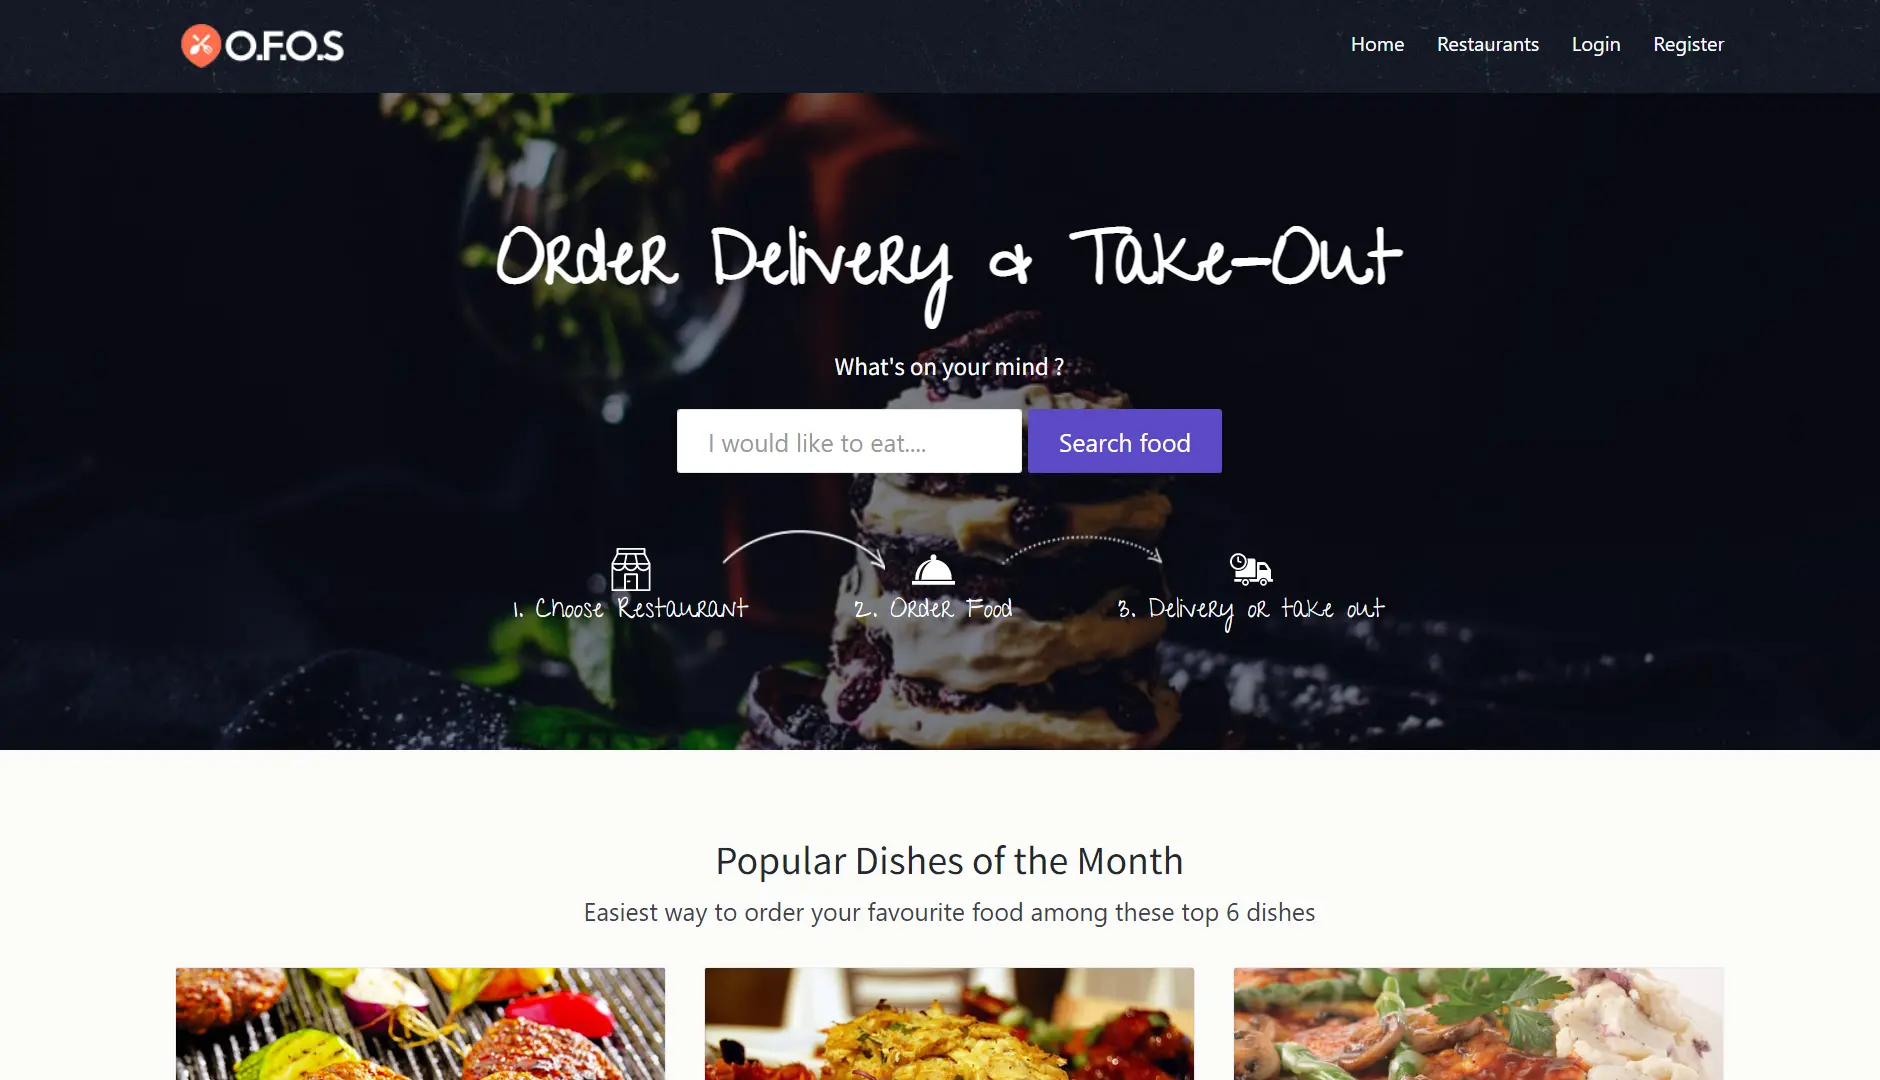 O.F.O.S
Home Restaurants Login Register
Order Delivery & Take-Out
What's on your mind ?
I would like to eat.... Search food
1. Choose Restaurant 2. Order Food 3. Delivery or take out
Popular Dishes of the Month
Easiest way to order your favourite food among these top 6 dishes